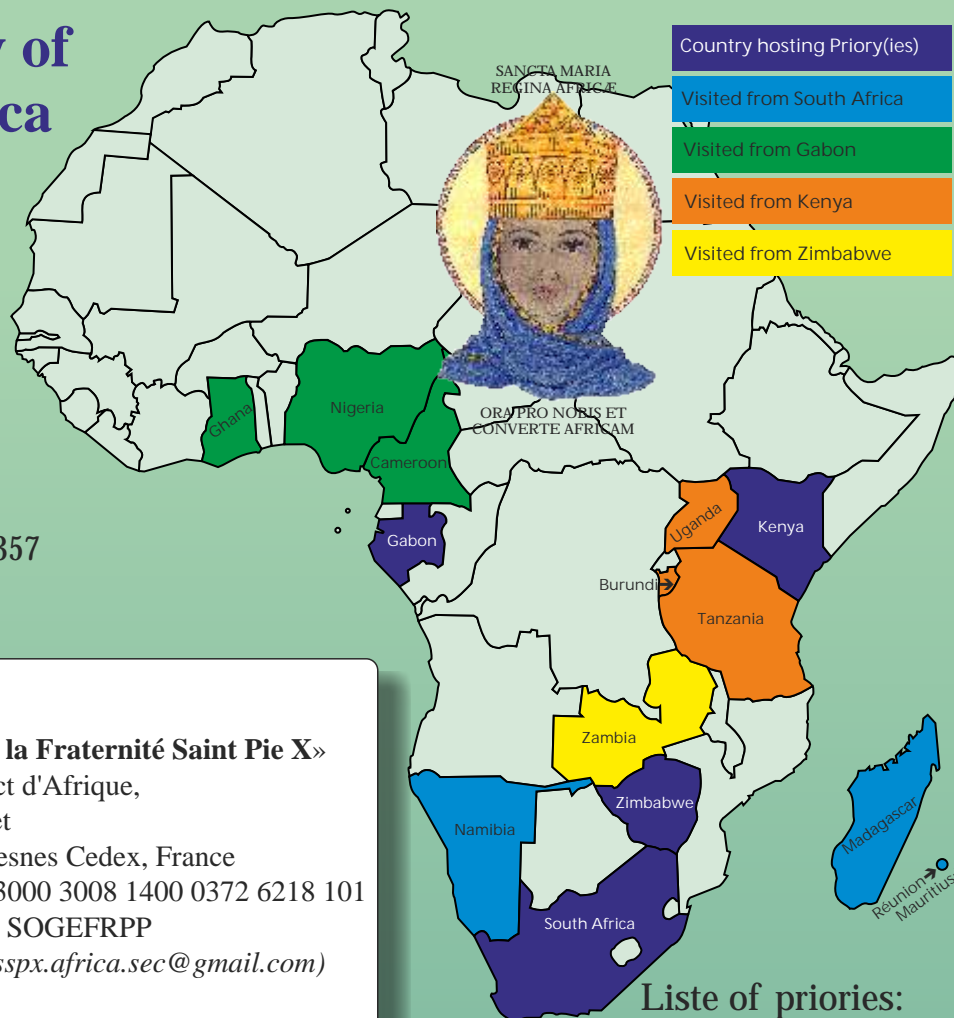 y of
ca
SANCTA MARIA
REGINA AFRICÆ
Country hosting Priory(ies)
Visited from South Africa
Visited from Gabon
Visited from Kenya
Visited from Zimbabwe
ORA PRO NOBIS ET
CONVERTE AFRICAM
Ghana
Nigeria
Cameroon
Gabon
357
Uganda
Kenya
Burundi➔
Tanzania
Zambia
Zimbabwe
Namibia
Madagascar
Réunion➔
Mauritius
South Africa
la Fraternité Saint Pie X»
ct d'Afrique,
et
esnes Cedex, France
3000 3008 1400 0372 6218 101
SOGEFRPP
sspx.africa.sec@gmail.com)
Liste of priories: